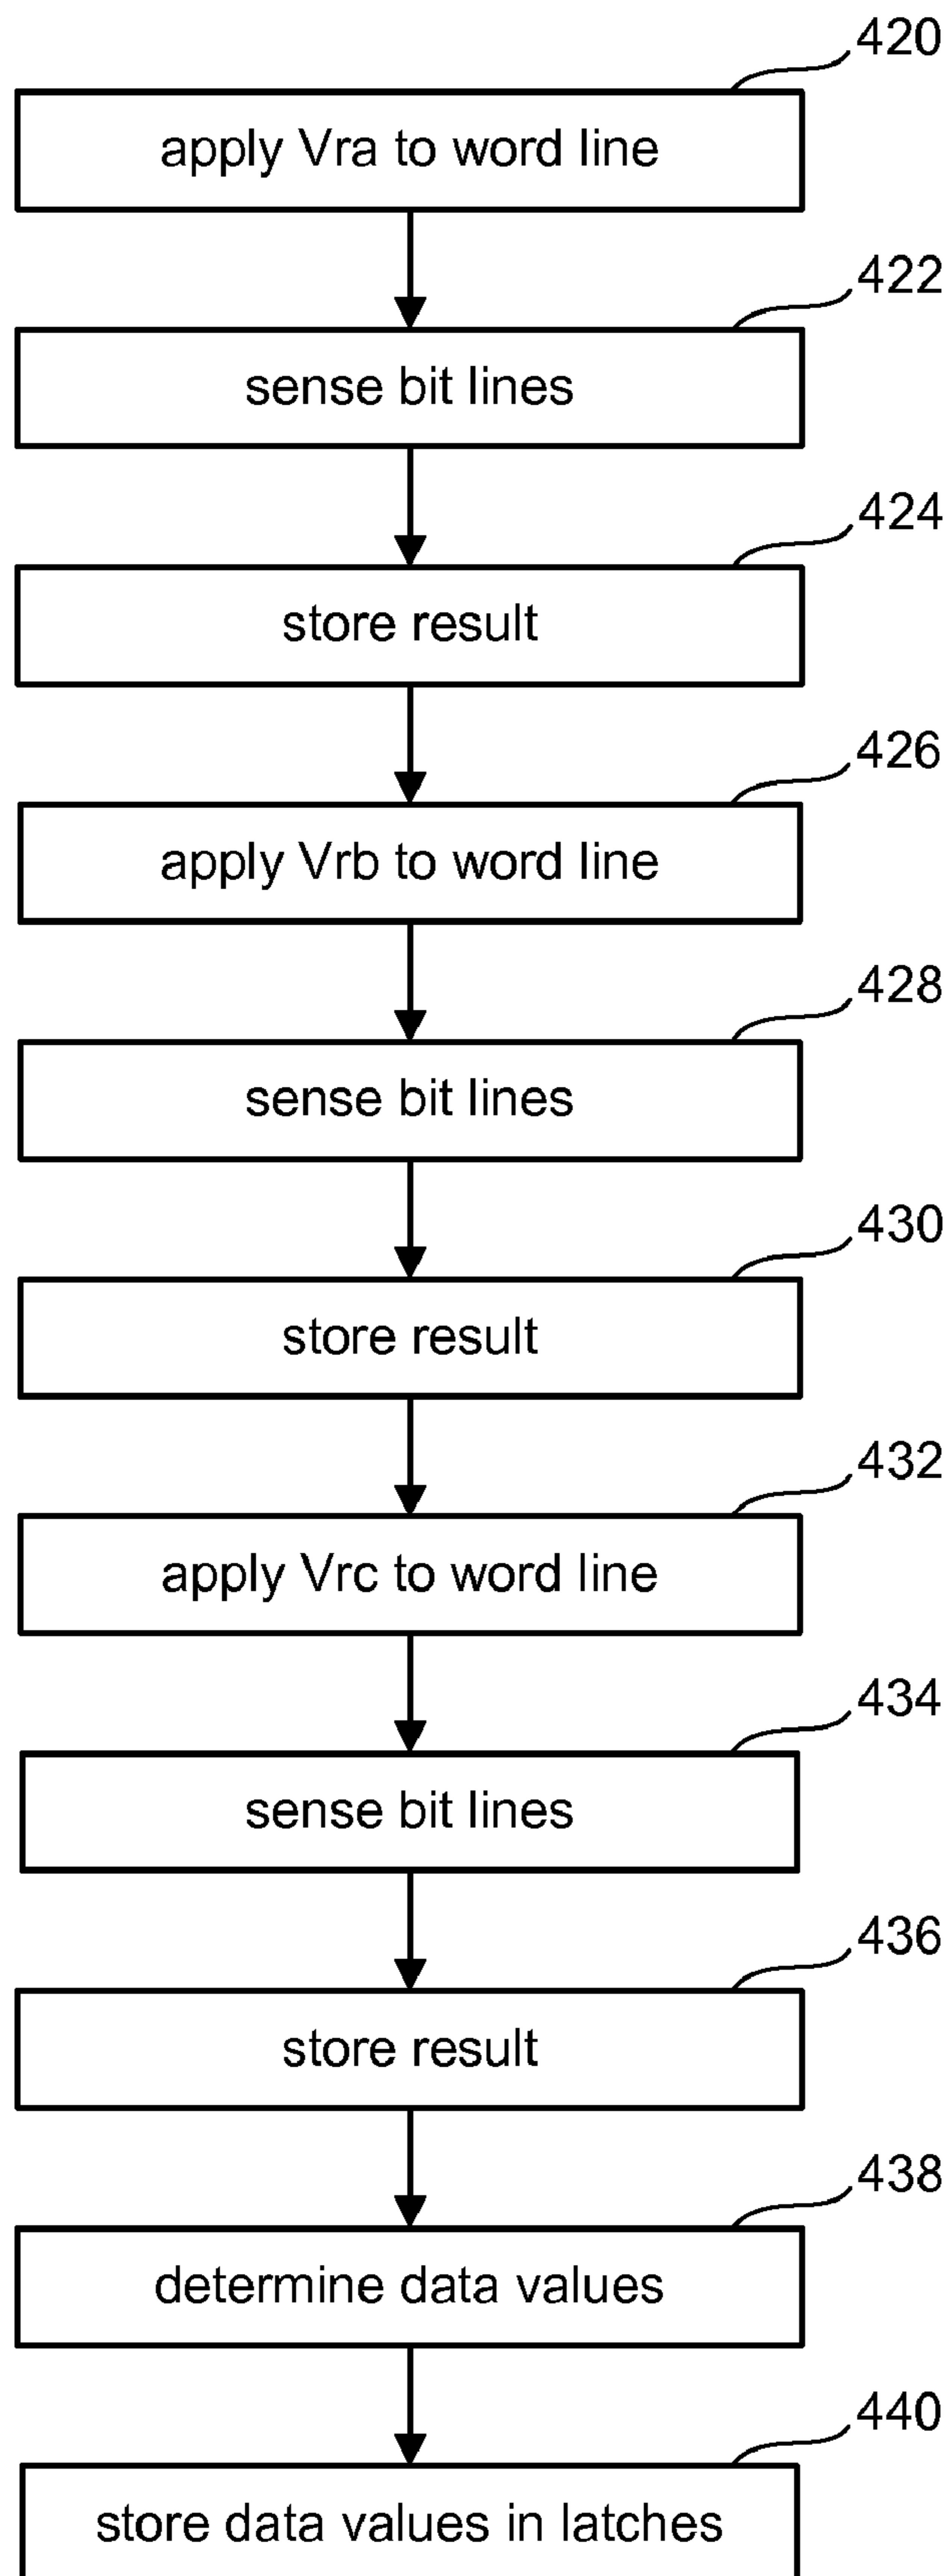 420
apply Vra to word line
422
sense bit lines
424
store result
426
apply Vrb to word line
428
sense bit lines
430
store result
432
apply Vrc to word line
434
sense bit lines
436
store result
438
determine data values
440
store data values in latches